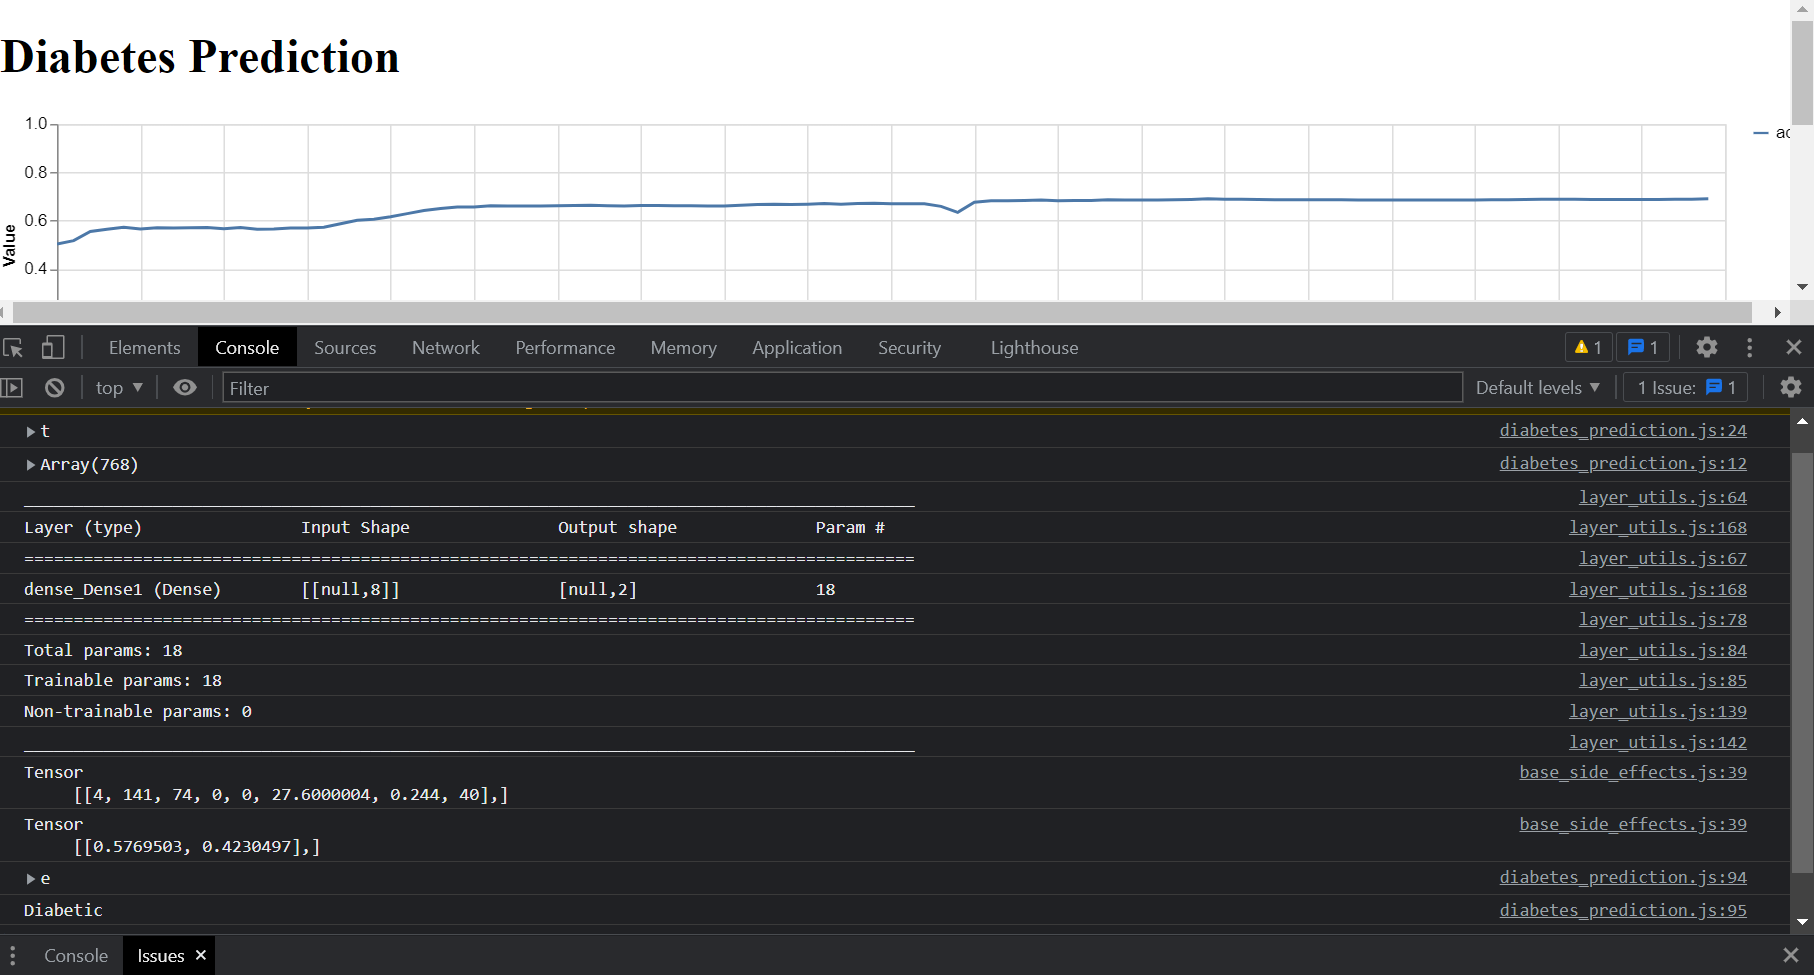 Diabetes Prediction
1.0
0.8
0.6
0.4
Value
Elements Console Sources Network Performance Memory Application Security Lighthouse 1 1
top Filter Default levels 1 Issue: 1
t diabetes_prediction.js:24
Array(768) diabetes_prediction.js:12
layer_utils.js:64
Layer (type) Input Shape Output shape Param # layer_utils.js:168
========================================================================================== layer_utils.js:67
dense_Dense1 (Dense) [[null,8]] [null,2] 18 layer_utils.js:168
========================================================================================== layer_utils.js:78
Total params: 18 layer_utils.js:84
Trainable params: 18 layer_utils.js:85
Non-trainable params: 0 layer_utils.js:139
__________________________________________________________________________________________ layer_utils.js:142
Tensor base_side_effects.js:39
[[4, 141, 74, 0, 0, 27.6000004, 0.244, 40],]
Tensor base_side_effects.js:39
[[0.5769503, 0.4230497],]
e diabetes_prediction.js:94
Diabetic diabetes_prediction.js:95
Console Issues